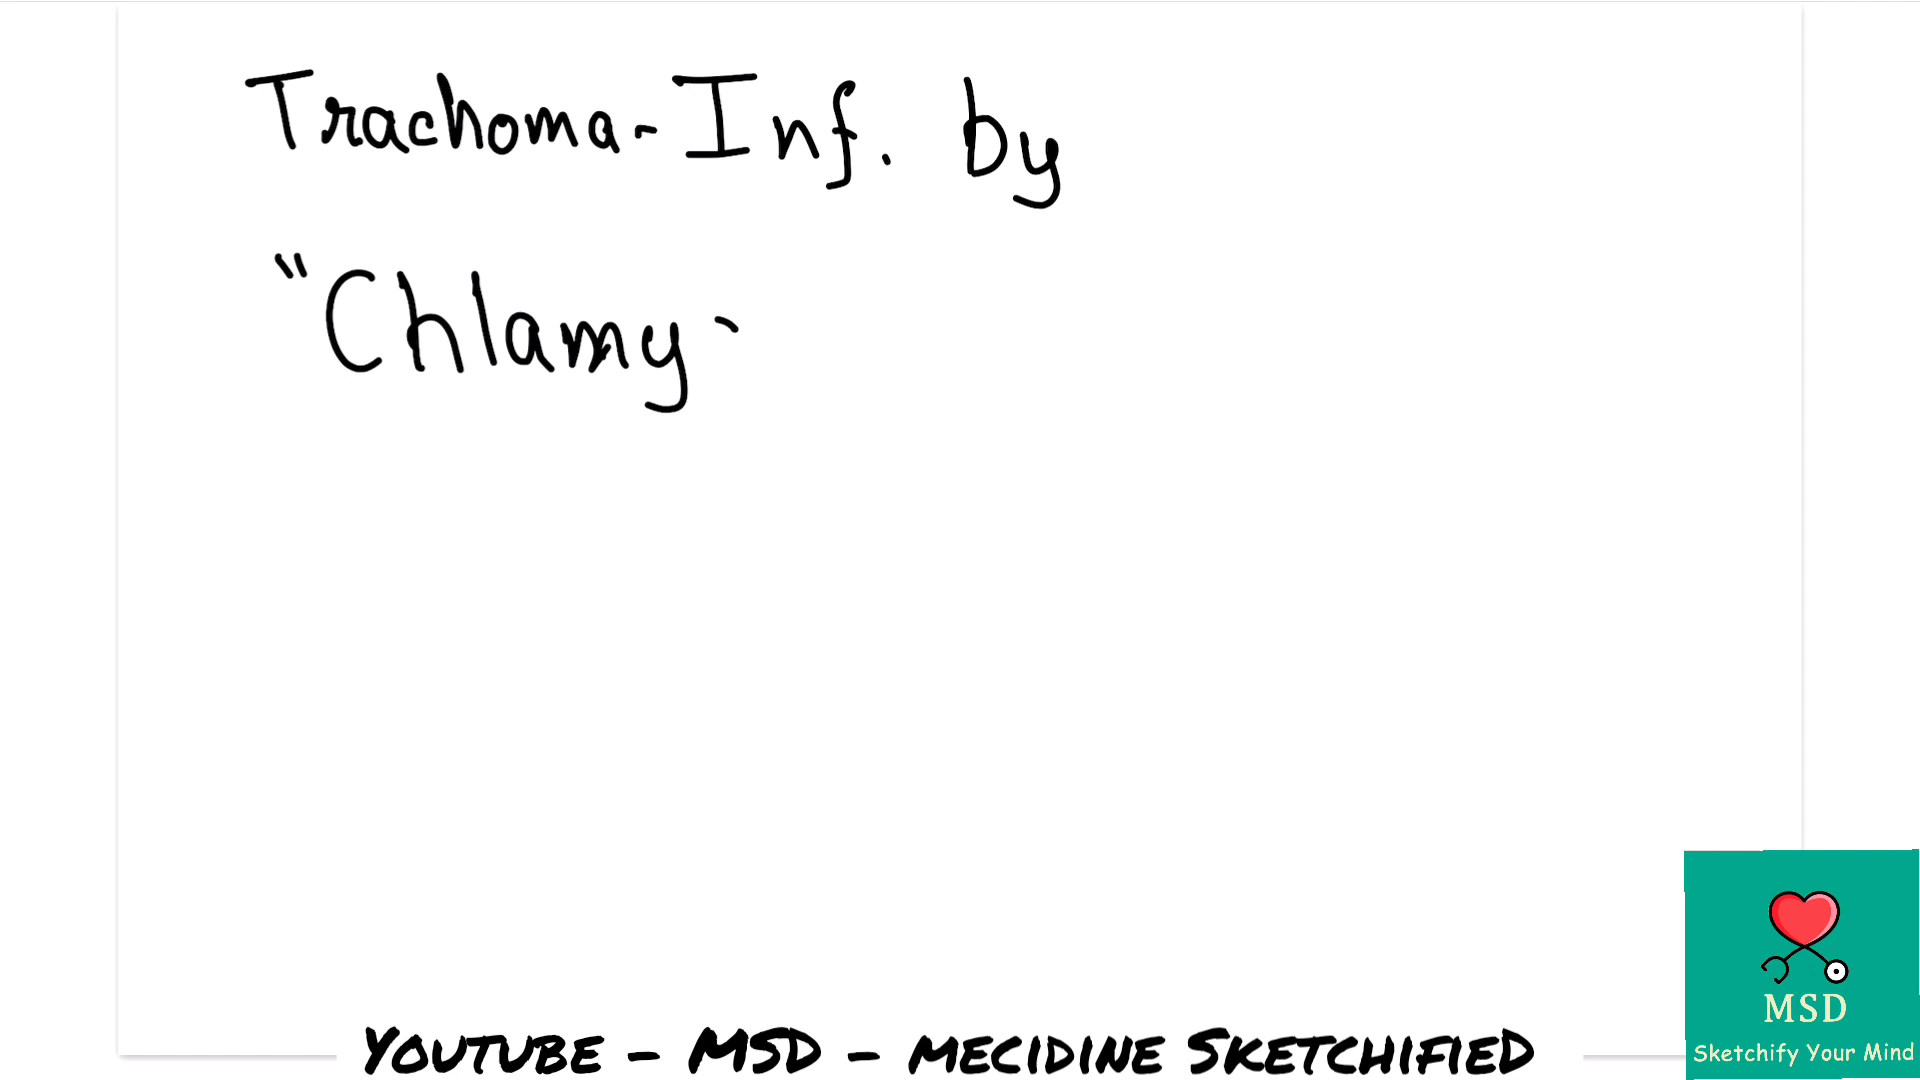 Trachoma - Inf. by
"Chlamy-
YOUTUBE - MSD - MECIDINE SKETCHIFIED
MSD
Sketchify Your Mind